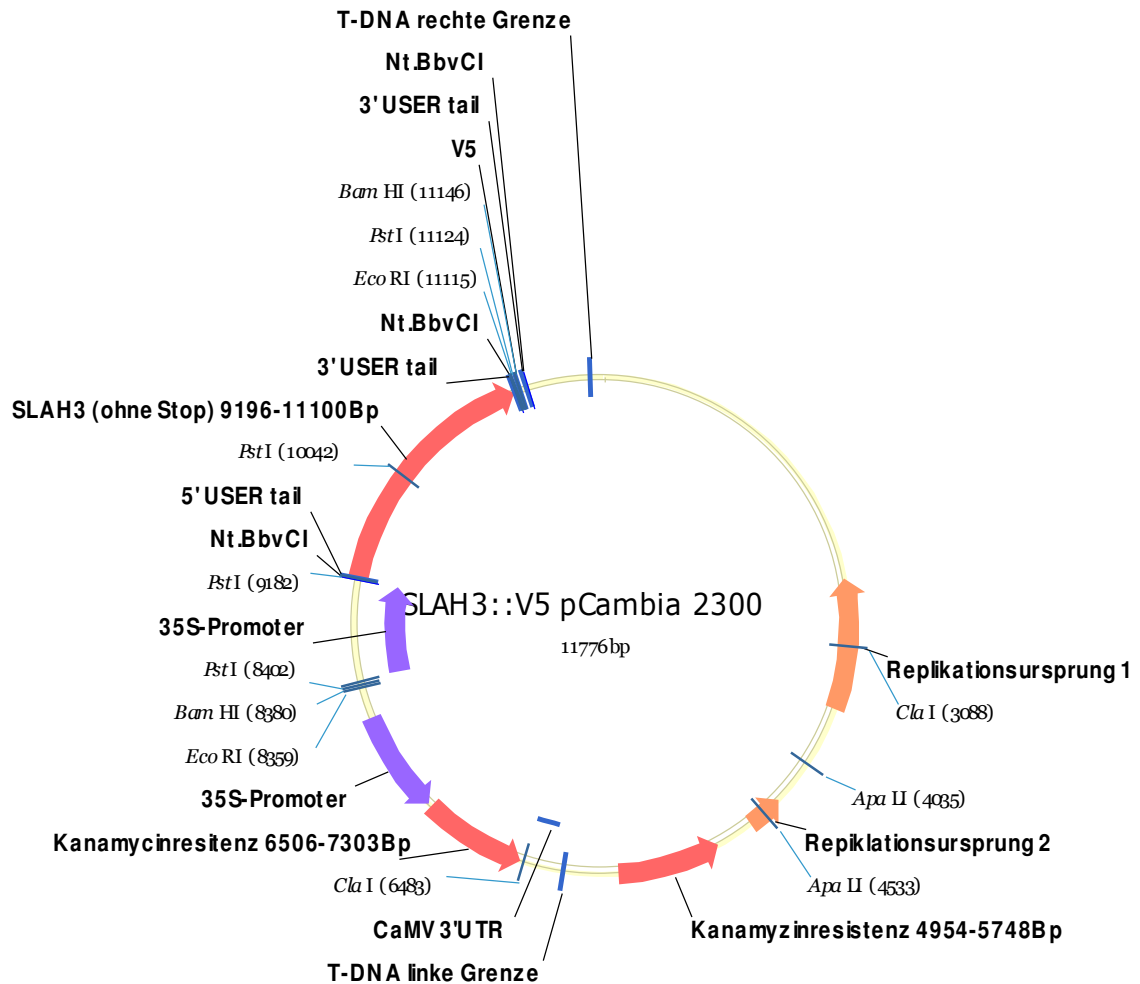 T-DNA rechte Grenze
Nt.BbvCI
3'USER tail
V5
Bam HI (11146)
Pst I (11124)
Eco RI (11115)
Nt.BbvCI
3'USER tail
SLAH3 (ohne Stop) 9196-11100Bp
Pst I (10042)
5'USER tail
Nt.BbvCI
Pst I (9182)
SLAH3::V5 pCambia 2300
11776 bp
35S-Promoter
Pst I (8402)
Replikationsursprung 1
Bam HI (8380)
Cla I (3088)
Eco RI (8359)
35S-Promoter
Apa LI (4035)
Kanamycinresitenz 6506-7303Bp
Repiklationsursprung 2
Cla I (6483)
Apa LI (4533)
CaMV 3'UTR
Kanamyzinresistenz 4954-5748Bp
T-DNA linke Grenze